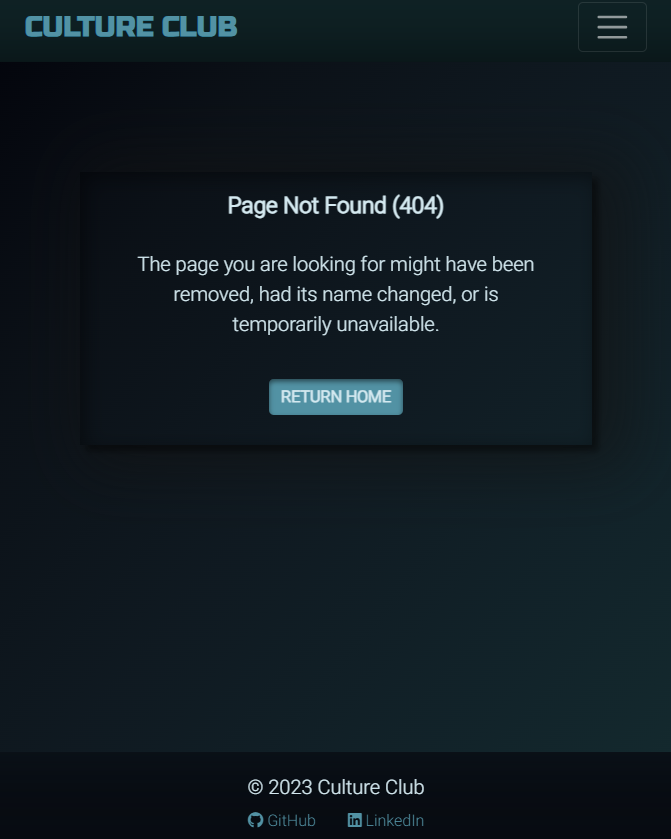 CULTURE CLUB
Page Not Found (404)
The page you are looking for might have been
removed, had its name changed, or is
temporarily unavailable.
RETURN HOME
© 2023 Culture Club
GitHub LinkedIn